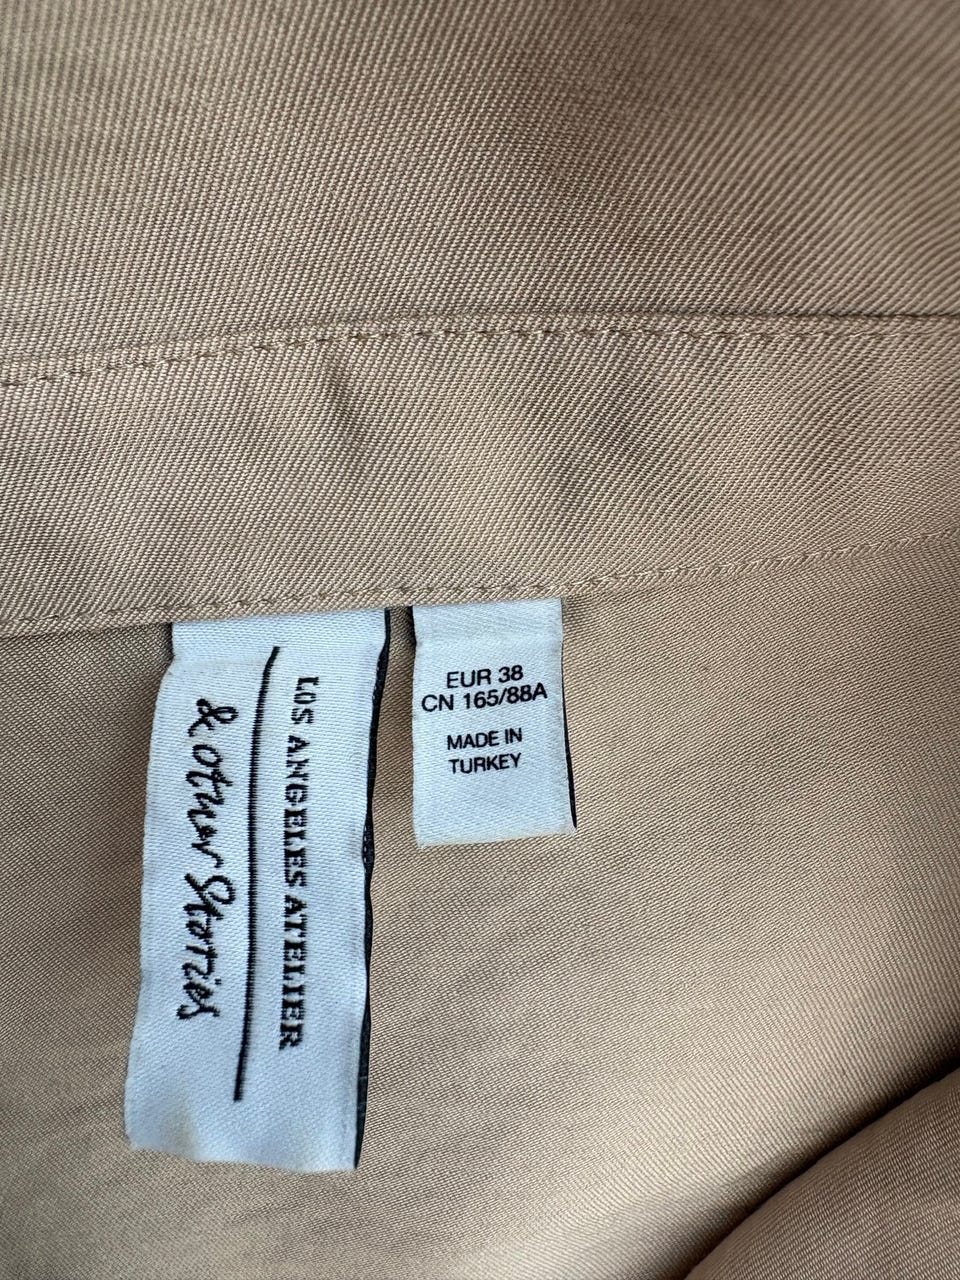 & other Stories
LOS ANGELES ATELIER
EUR 38
CN 165/88A
MADE IN
TURKEY